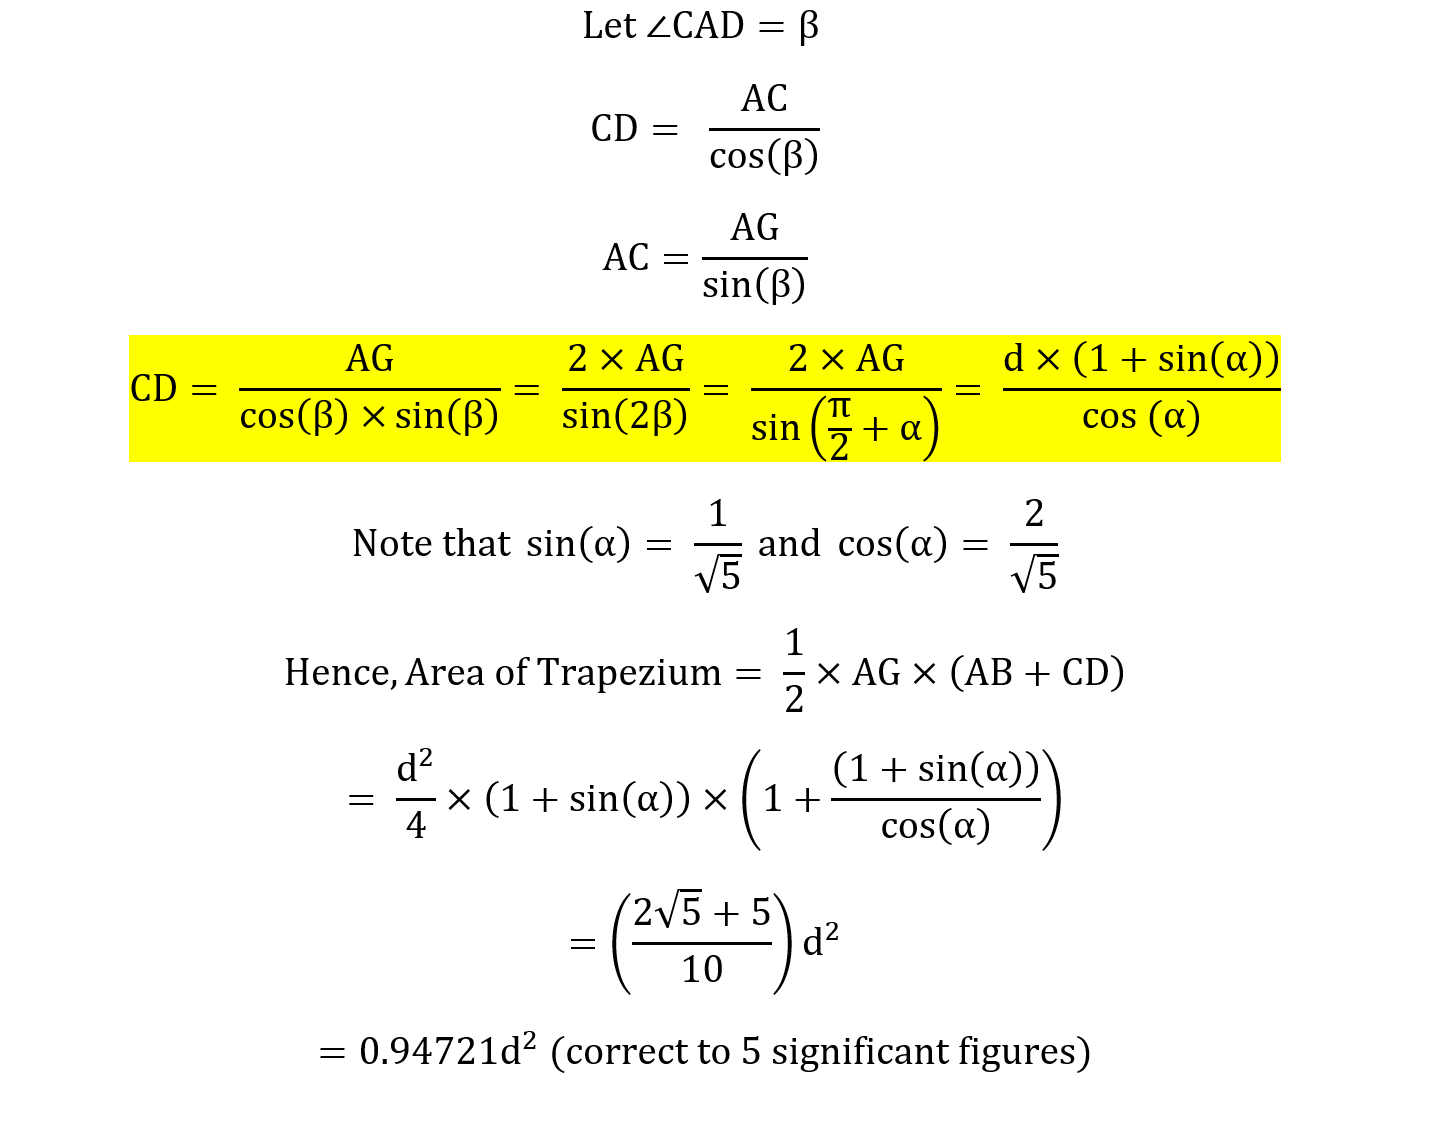 Let ∠CAD = β
CD = AC / cos(β)
AC = AG / sin(β)
CD = AG / cos(β) × sin(β) = 2 × AG / sin(2β) = 2 × AG / sin(π/2 + α) = d × (1 + sin(α)) / cos (α)
Note that sin(α) = 1/√5 and cos(α) = 2/√5
Hence, Area of Trapezium = 1/2 × AG × (AB + CD)
= d²/4 × (1 + sin(α)) × (1 + (1 + sin(α))/cos(α))
= ((2√5 + 5)/10) d²
= 0.94721d² (correct to 5 significant figures)